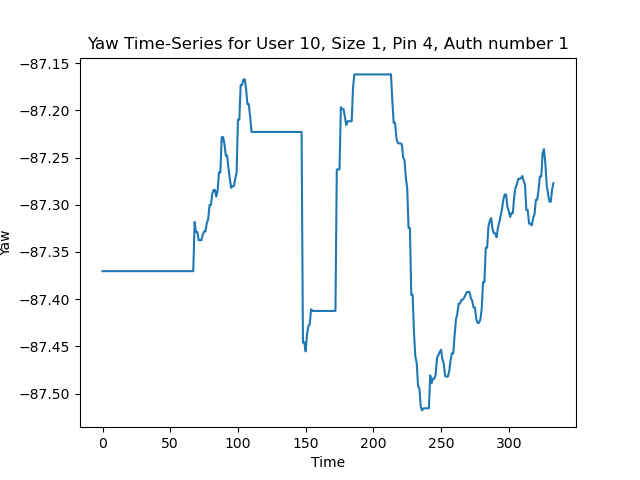 Yaw Time-Series for User 10, Size 1, Pin 4, Auth number 1
−87.15
−87.20
−87.25
−87.30
−87.35
−87.40
−87.45
−87.50
Yaw
0 50 100 150 200 250 300
Time